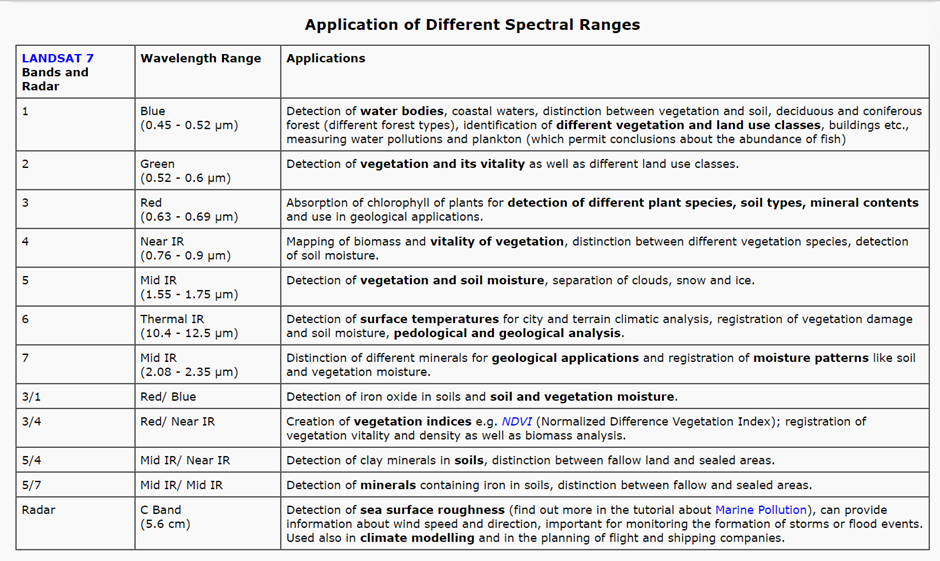 Application of Different Spectral Ranges
LANDSAT 7
Bands and
Radar
Wavelength Range
Applications
1
Blue
(0.45 - 0.52 µm)
Detection of water bodies, coastal waters, distinction between vegetation and soil, deciduous and coniferous
forest (different forest types), identification of different vegetation and land use classes, buildings etc.,
measuring water pollutions and plankton (which permit conclusions about the abundance of fish)
2
Green
(0.52 - 0.6 µm)
Detection of vegetation and its vitality as well as different land use classes.
3
Red
(0.63 - 0.69 µm)
Absorption of chlorophyll of plants for detection of different plant species, soil types, mineral contents
and use in geological applications.
4
Near IR
(0.76 - 0.9 µm)
Mapping of biomass and vitality of vegetation, distinction between different vegetation species, detection
of soil moisture.
5
Mid IR
(1.55 - 1.75 µm)
Detection of vegetation and soil moisture, separation of clouds, snow and ice.
6
Thermal IR
(10.4 - 12.5 µm)
Detection of surface temperatures for city and terrain climatic analysis, registration of vegetation damage
and soil moisture, pedological and geological analysis.
7
Mid IR
(2.08 - 2.35 µm)
Distinction of different minerals for geological applications and registration of moisture patterns like soil
and vegetation moisture.
3/1
Red/ Blue
Detection of iron oxide in soils and soil and vegetation moisture.
3/4
Red/ Near IR
Creation of vegetation indices e.g. NDVI (Normalized Difference Vegetation Index); registration of
vegetation vitality and density as well as biomass analysis.
5/4
Mid IR/ Near IR
Detection of clay minerals in soils, distinction between fallow land and sealed areas.
5/7
Mid IR/ Mid IR
Detection of minerals containing iron in soils, distinction between fallow and sealed areas.
Radar
C Band
(5.6 cm)
Detection of sea surface roughness (find out more in the tutorial about Marine Pollution), can provide
information about wind speed and direction, important for monitoring the formation of storms or flood events.
Used also in climate modelling and in the planning of flight and shipping companies.